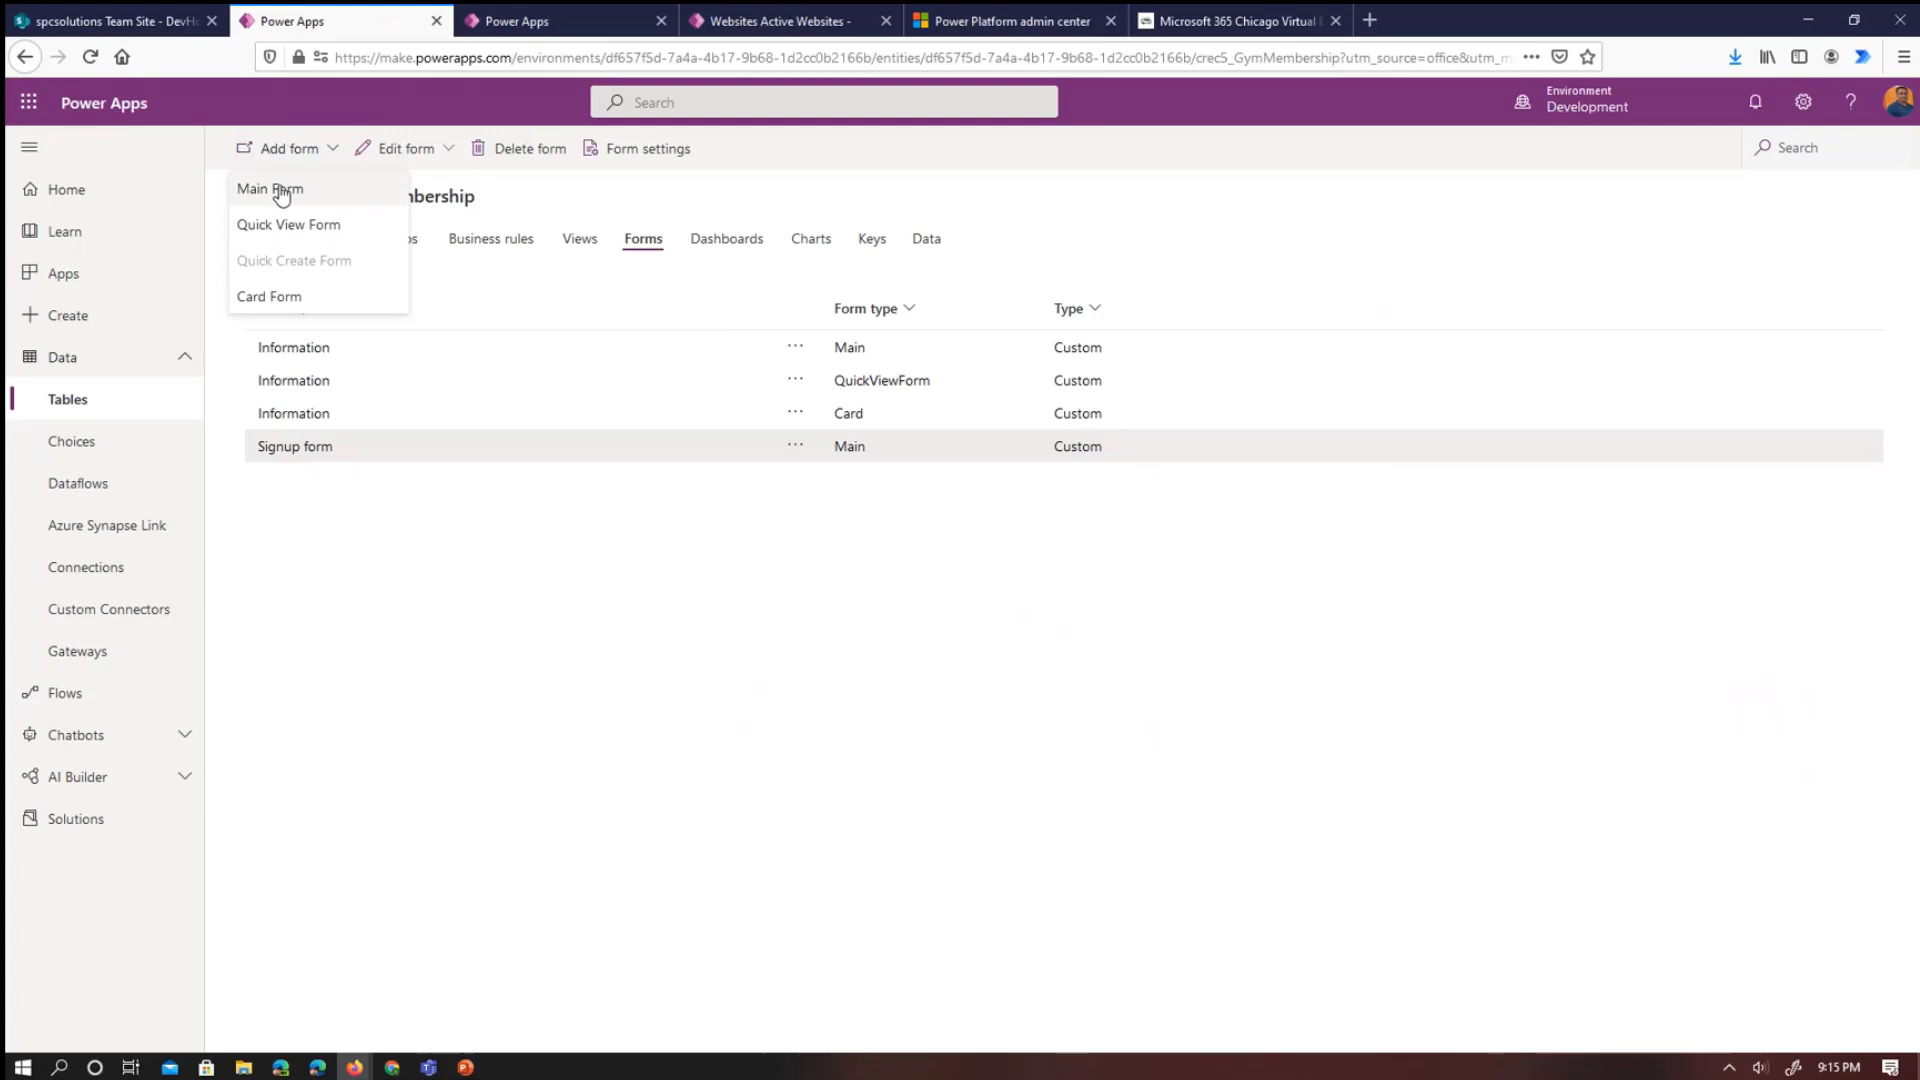 spcsolutions Team Site - DevH
Power Apps
Power Apps
Websites Active Websites -
Power Platform admin center
Microsoft 365 Chicago Virtual
https://make.powerapps.com/environments/df657f5d-7a4a-4b17-9b68-1d2cc0b2166b/entities/df657f5d-7a4a-4b17-9b68-1d2cc0b2166b/crec5_GymMembership?utm_source=office&utm_m
Power Apps
Search
Environment
Development
Add form
Edit form
Delete form
Form settings
Search
Home
Learn
Apps
Create
Data
Tables
Choices
Dataflows
Azure Synapse Link
Connections
Custom Connectors
Gateways
Flows
Chatbots
AI Builder
Solutions
Main Form
Quick View Form
Quick Create Form
Card Form
mbership
ps
Business rules
Views
Forms
Dashboards
Charts
Keys
Data
Form type
Type
Information ··· Main Custom
Information ··· QuickViewForm Custom
Information ··· Card Custom
Signup form ··· Main Custom
9:15 PM